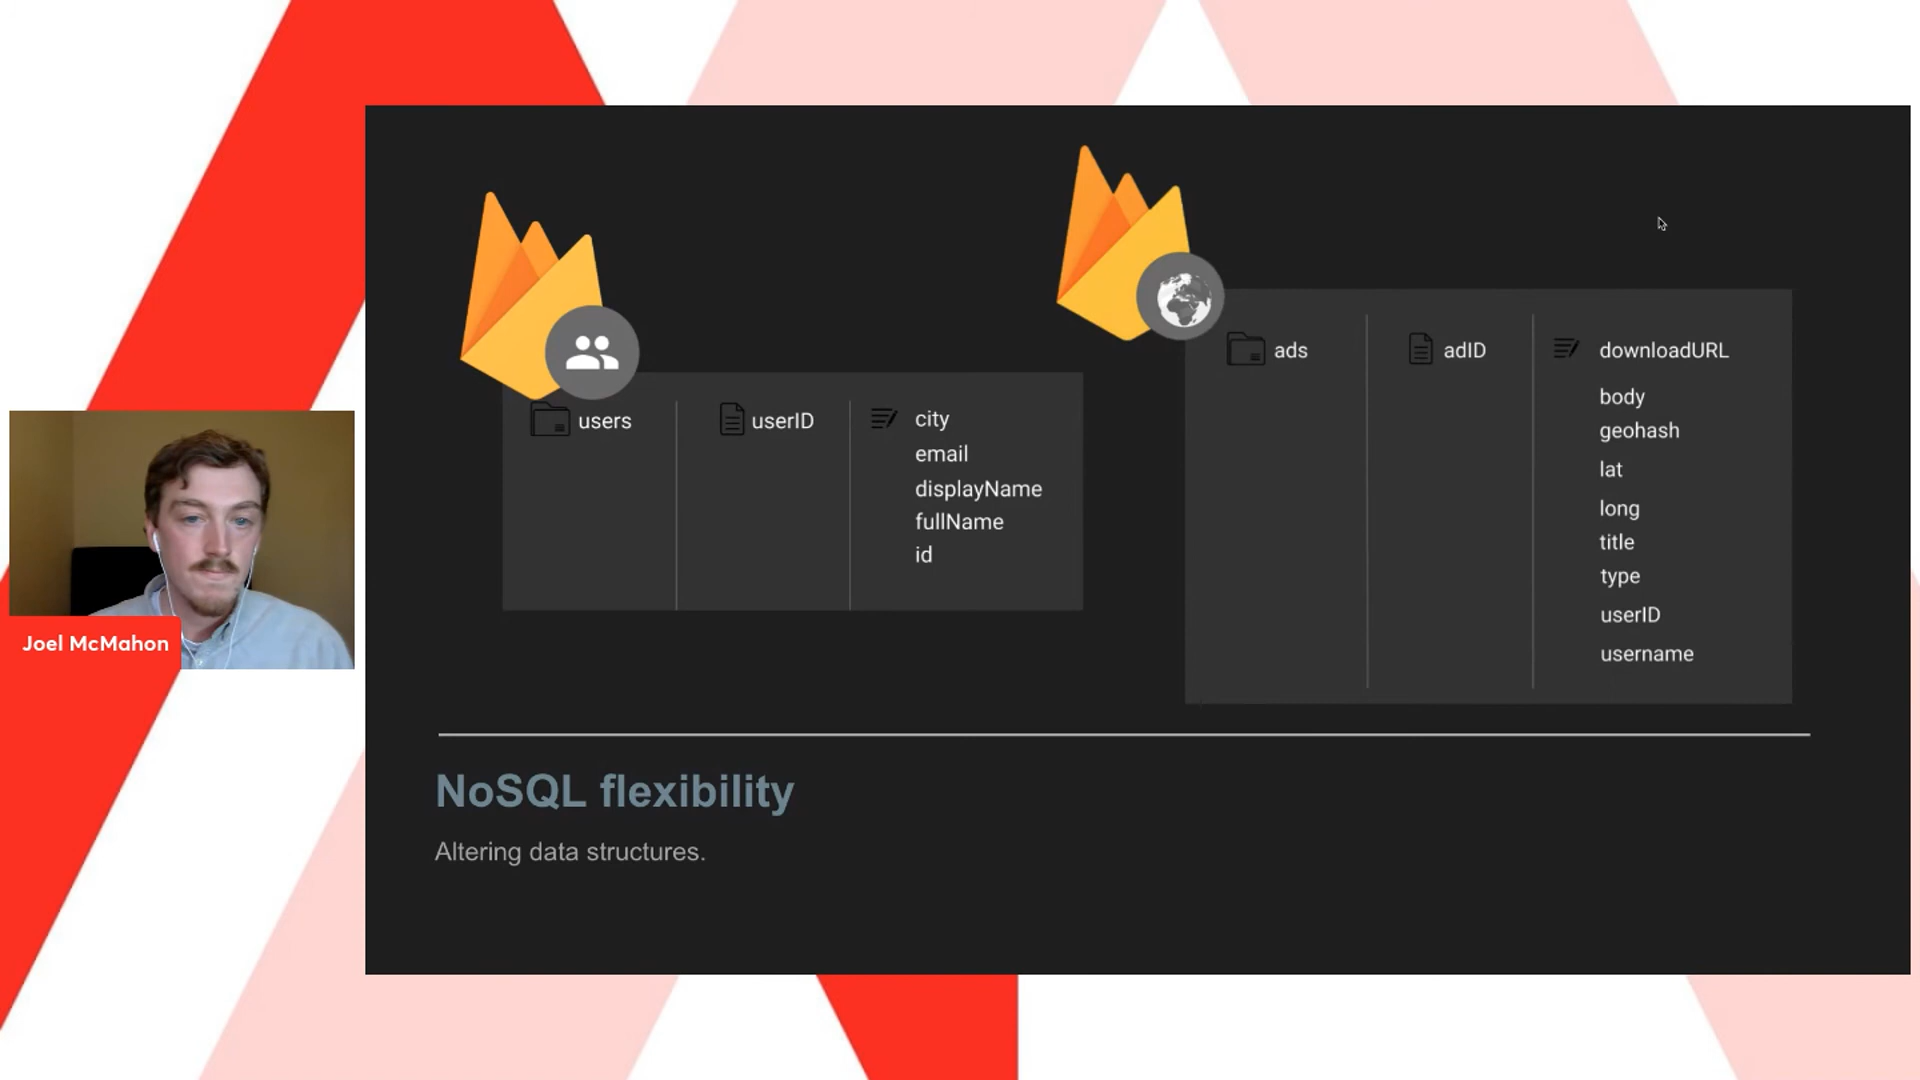 Joel McMahon
users
userID
city
email
displayName
fullName
id
ads
adID
downloadURL
body
geohash
lat
long
title
type
userID
username
NoSQL flexibility
Altering data structures.